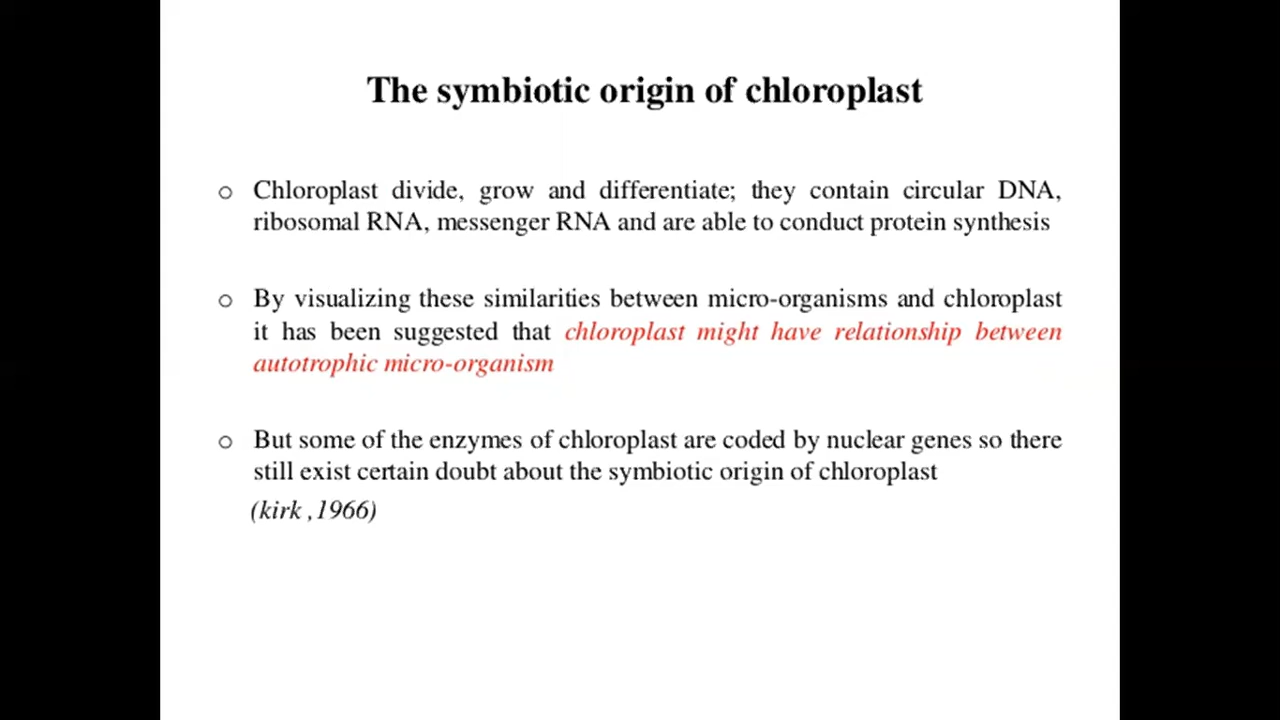 The symbiotic origin of chloroplast
o Chloroplast divide, grow and differentiate; they contain circular DNA,
ribosomal RNA, messenger RNA and are able to conduct protein synthesis
o By visualizing these similarities between micro-organisms and chloroplast
it has been suggested that chloroplast might have relationship between
autotrophic micro-organism
o But some of the enzymes of chloroplast are coded by nuclear genes so there
still exist certain doubt about the symbiotic origin of chloroplast
(kirk ,1966)